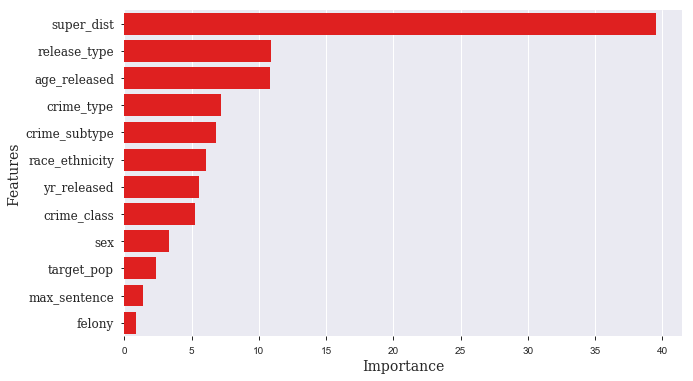 super_dist
release_type
age_released
crime_type
crime_subtype
race_ethnicity
yr_released
crime_class
sex
target_pop
max_sentence
felony
Features
0 5 10 15 20 25 30 35 40
Importance